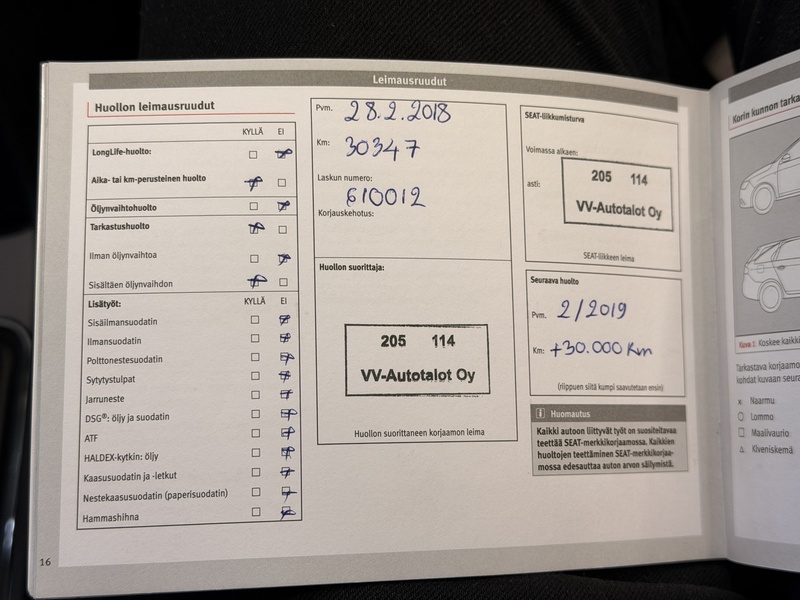 Leimausruudut
Huollon leimausruudut
KYLLÄ EI
LongLife-huolto:
Aika- tai km-perusteinen huolto
Öljynvaihtohuolto
Tarkastushuolto
Ilman öljynvaihtoa
Sisältäen öljynvaihdon
Lisätyöt: KYLLÄ EI
Sisäilmansuodatin
Ilmansuodatin
Polttonestesuodatin
Sytytystulpat
Jarruneste
DSG®: öljy ja suodatin
ATF
HALDEX-kytkin: öljy
Kaasusuodatin ja -letkut
Nestekaasusuodatin (paperisuodatin)
Hammashihna
16
Pvm. 28.2.2018
Km: 30347
Laskun numero:
610012
Korjauskehotus:
Huollon suorittaja:
205 114
VV-Autotalot Oy
Huollon suorittaneen korjaamon leima
SEAT-liikkumisturva
Voimassa alkaen:
asti:
205 114
VV-Autotalot Oy
SEAT-liikkeen leima
Seuraava huolto
Pvm. 2/2019
Km: +30.000 Km
(riippuen siitä kumpi saavutetaan ensin)
i Huomautus
Kaikki autoon liittyvät työt on suositeltavaa
teettää SEAT-merkkikorjaamossa. Kaikkien
huoltojen teettäminen SEAT-merkkikorjaa-
mossa edesauttaa auton arvon säilymistä.
Korin kunnon tarka
Kuva 1: Koskee kaikki
Tarkastava korjaamo
kohdat kuvaan seura
x Naarmu
O Lommo
□ Maalivaurio
△ Kiveniskemä